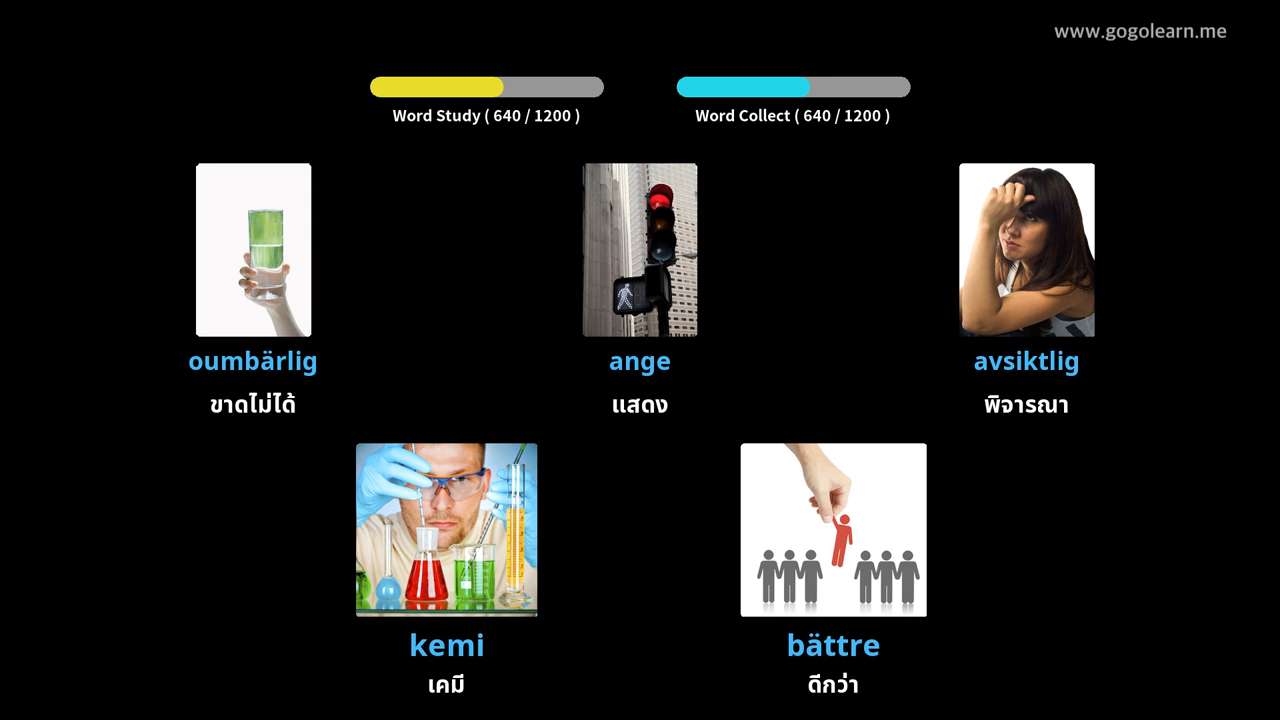 www.gogolearn.me
Word Study ( 640 / 1200 )
Word Collect ( 640 / 1200 )
oumbärlig
ange
avsiktlig
ขาดไม่ได้
แสดง
พิจารณา
kemi
bättre
เคมี
ดีกว่า